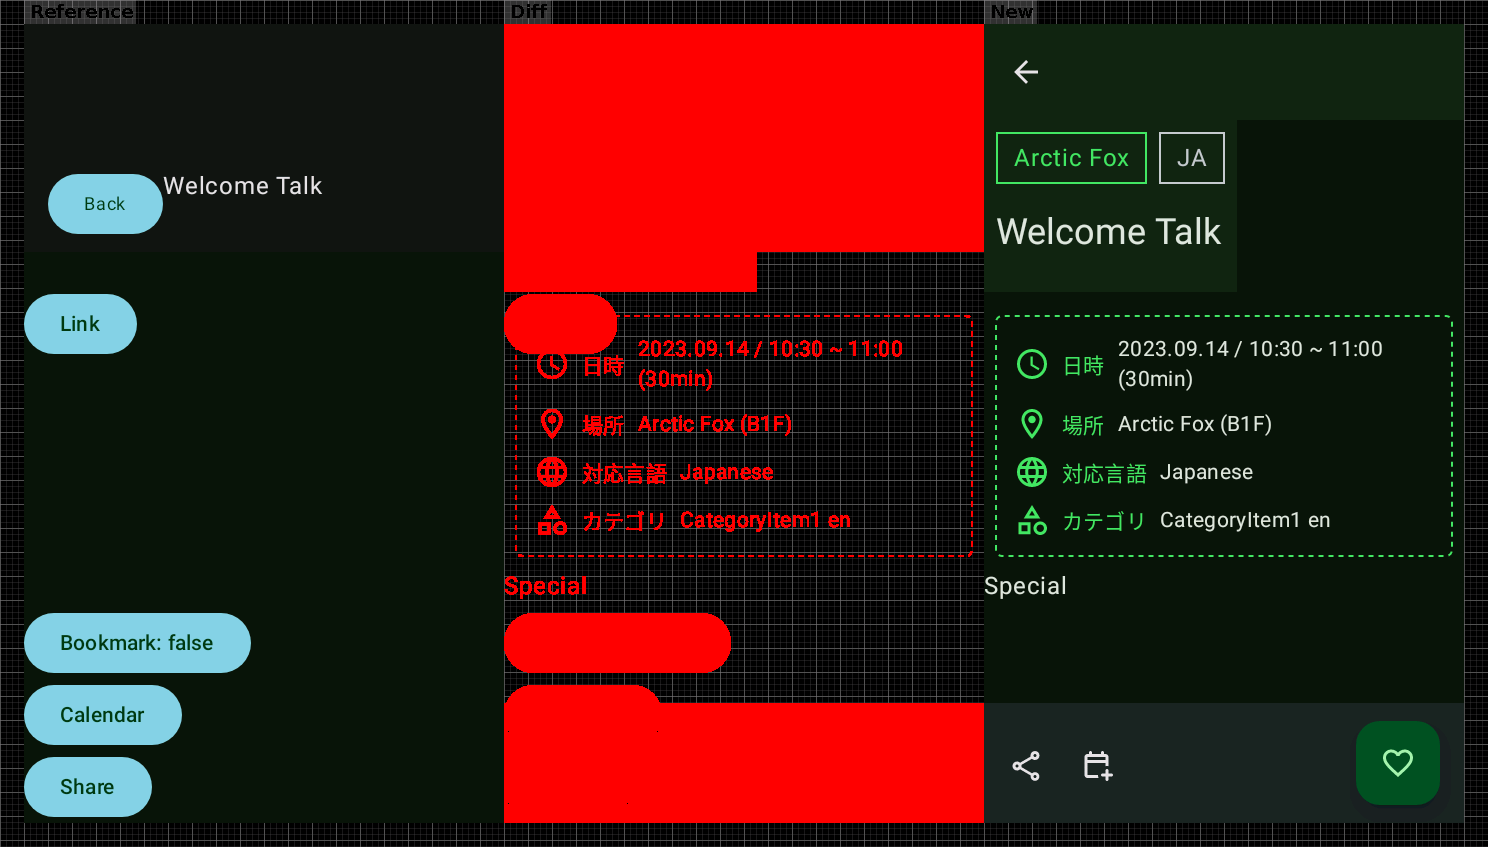 Reference
Welcome Talk
Back
Link
Bookmark: false
Calendar
Share
Diff
日時 2023.09.14 / 10:30 ~ 11:00
(30min)
場所 Arctic Fox (B1F)
対応言語 Japanese
カテゴリ CategoryItem1 en
Special
New
Arctic Fox JA
Welcome Talk
日時 2023.09.14 / 10:30 ~ 11:00
(30min)
場所 Arctic Fox (B1F)
対応言語 Japanese
カテゴリ CategoryItem1 en
Special